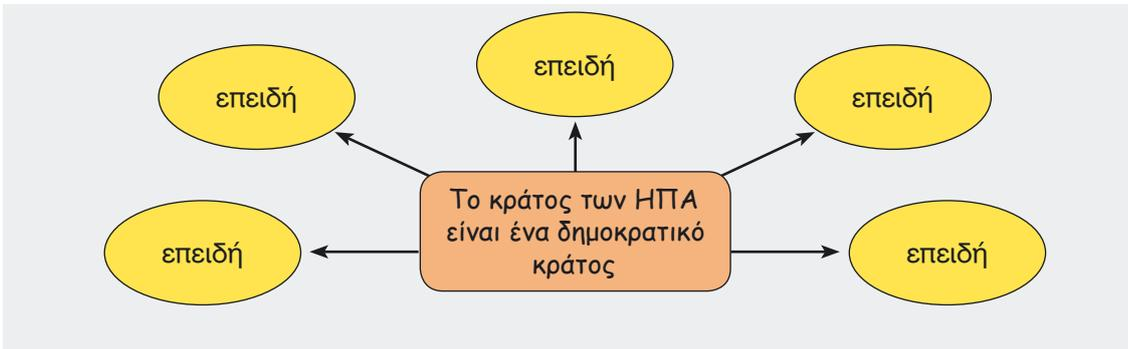 επειδή
επειδή
επειδή
Το κράτος των ΗΠΑ
είναι ένα δημοκρατικό
κράτος
επειδή
επειδή